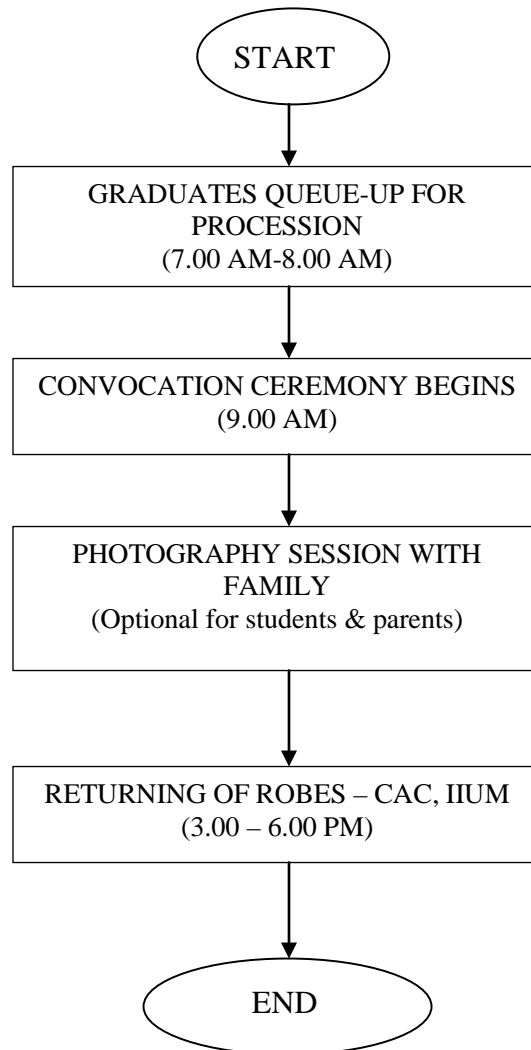 START
GRADUATES QUEUE-UP FOR
PROCESSION
(7.00 AM-8.00 AM)
CONVOCATION CEREMONY BEGINS
(9.00 AM)
PHOTOGRAPHY SESSION WITH
FAMILY
(Optional for students & parents)
RETURNING OF ROBES – CAC, IIUM
(3.00 – 6.00 PM)
END